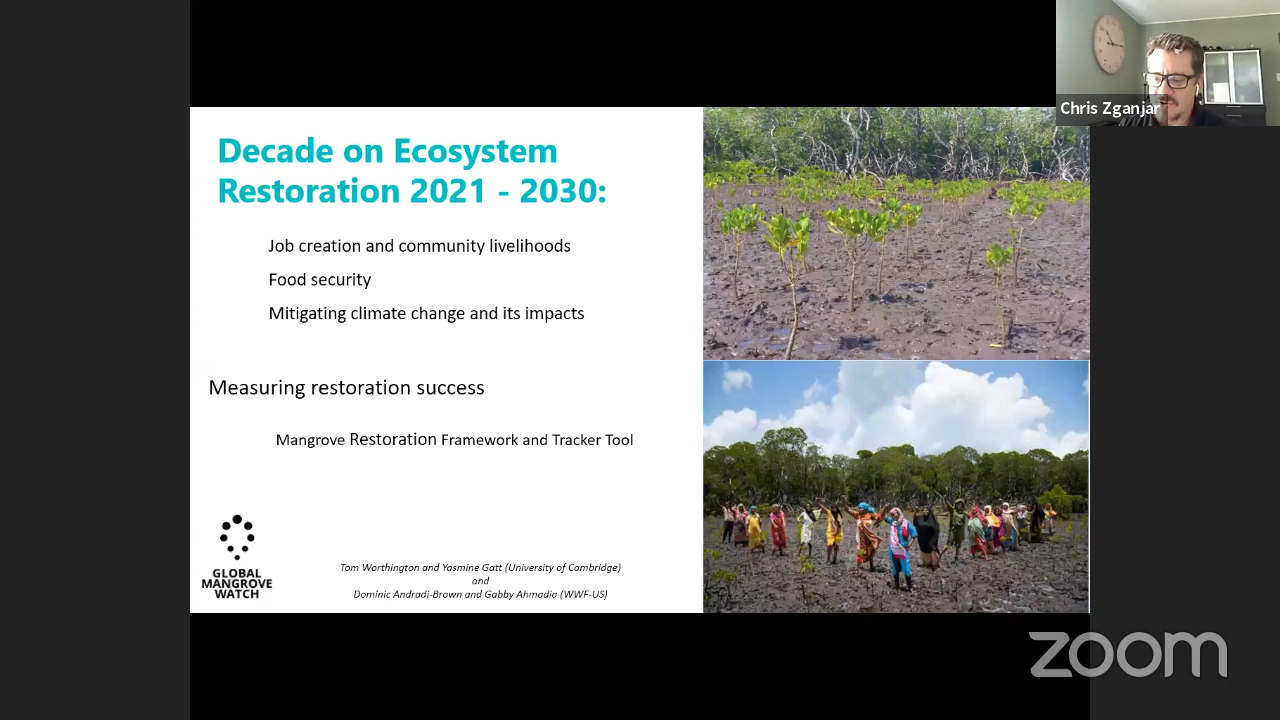 Chris Zganjar
Decade on Ecosystem
Restoration 2021 - 2030:
Job creation and community livelihoods
Food security
Mitigating climate change and its impacts
Measuring restoration success
Mangrove Restoration Framework and Tracker Tool
GLOBAL
MANGROVE
WATCH
Tom Worthington and Yasmine Gatt (University of Cambridge)
and
Dominic Andradi-Brown and Gabby Ahmadia (WWF-US)
zoom